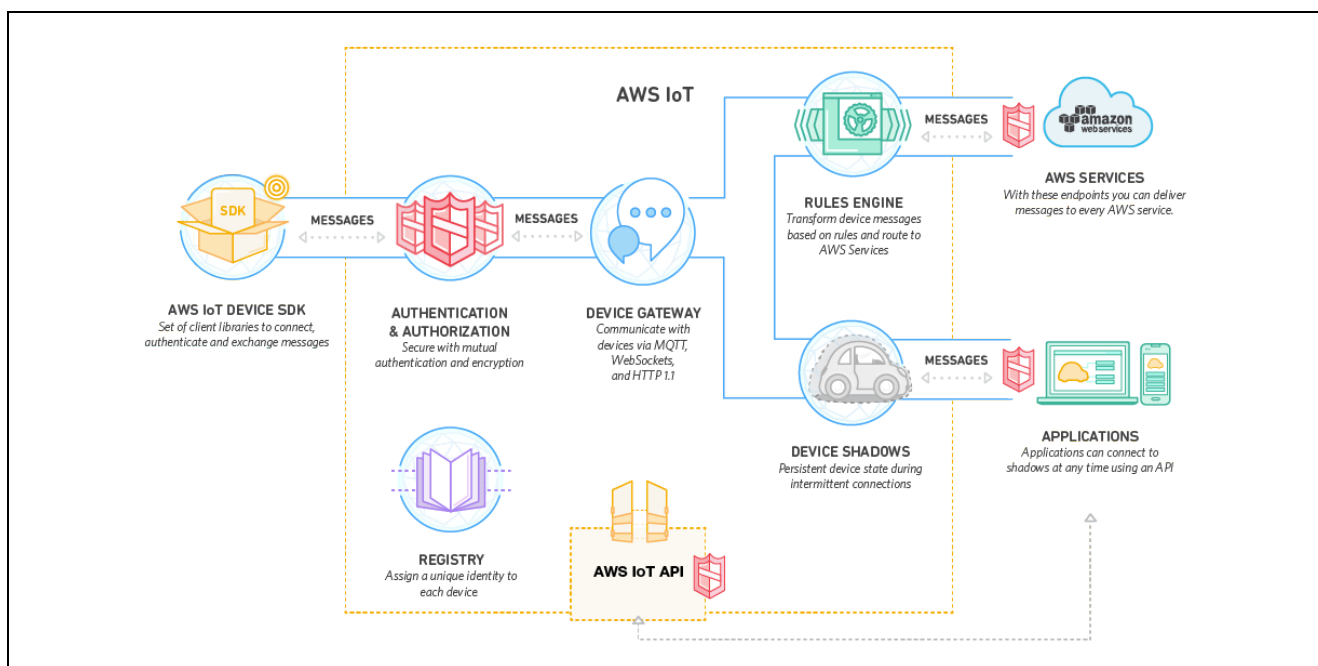 AWS IoT
SDK
MESSAGES
MESSAGES
MESSAGES
amazon
webservices
AWS IoT DEVICE SDK
Set of client libraries to connect,
authenticate and exchange messages
AUTHENTICATION
& AUTHORIZATION
Secure with mutual
authentication and encryption
DEVICE GATEWAY
Communicate with
devices via MQTT,
WebSockets,
and HTTP 1.1
RULES ENGINE
Transform device messages
based on rules and route to
AWS Services
AWS SERVICES
With these endpoints you can deliver
messages to every AWS service.
MESSAGES
DEVICE SHADOWS
Persistent device state during
intermittent connections
APPLICATIONS
Applications can connect to
shadows at any time using an API
REGISTRY
Assign a unique identity to
each device
AWS IoT API